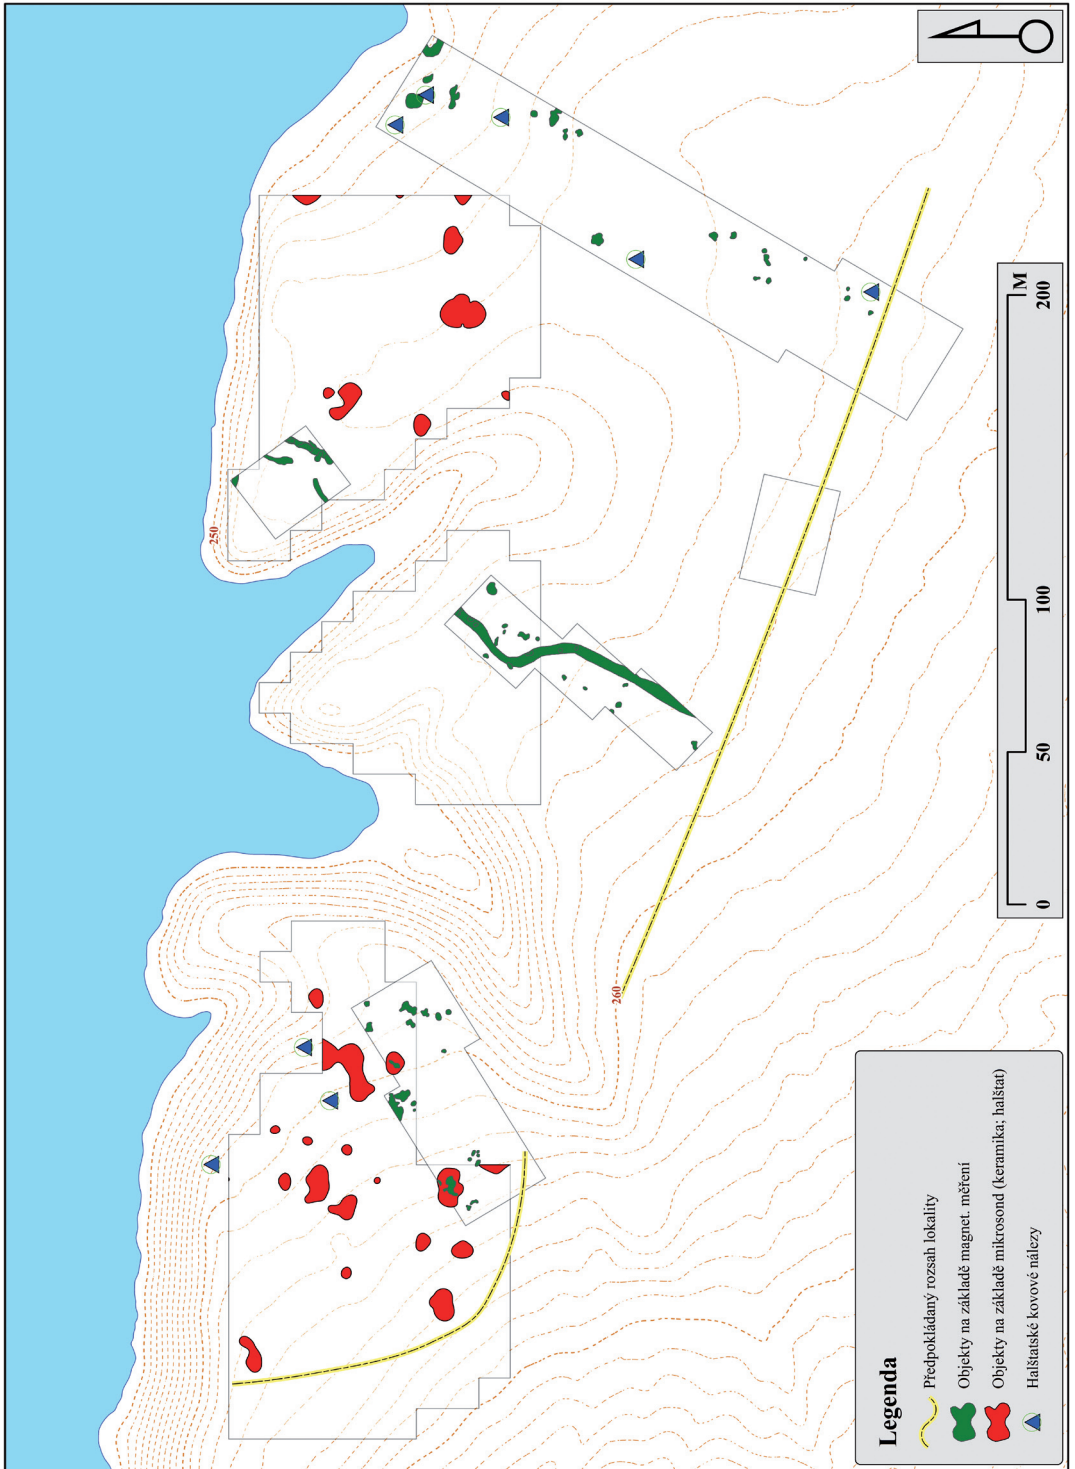 250
260
M
0
50
100
200
Legenda
Předpokládaný rozsah lokality
Objekty na základě magnet. měření
Objekty na základě mikrosond (keramika; halštat)
Halštatské kovové nálezy